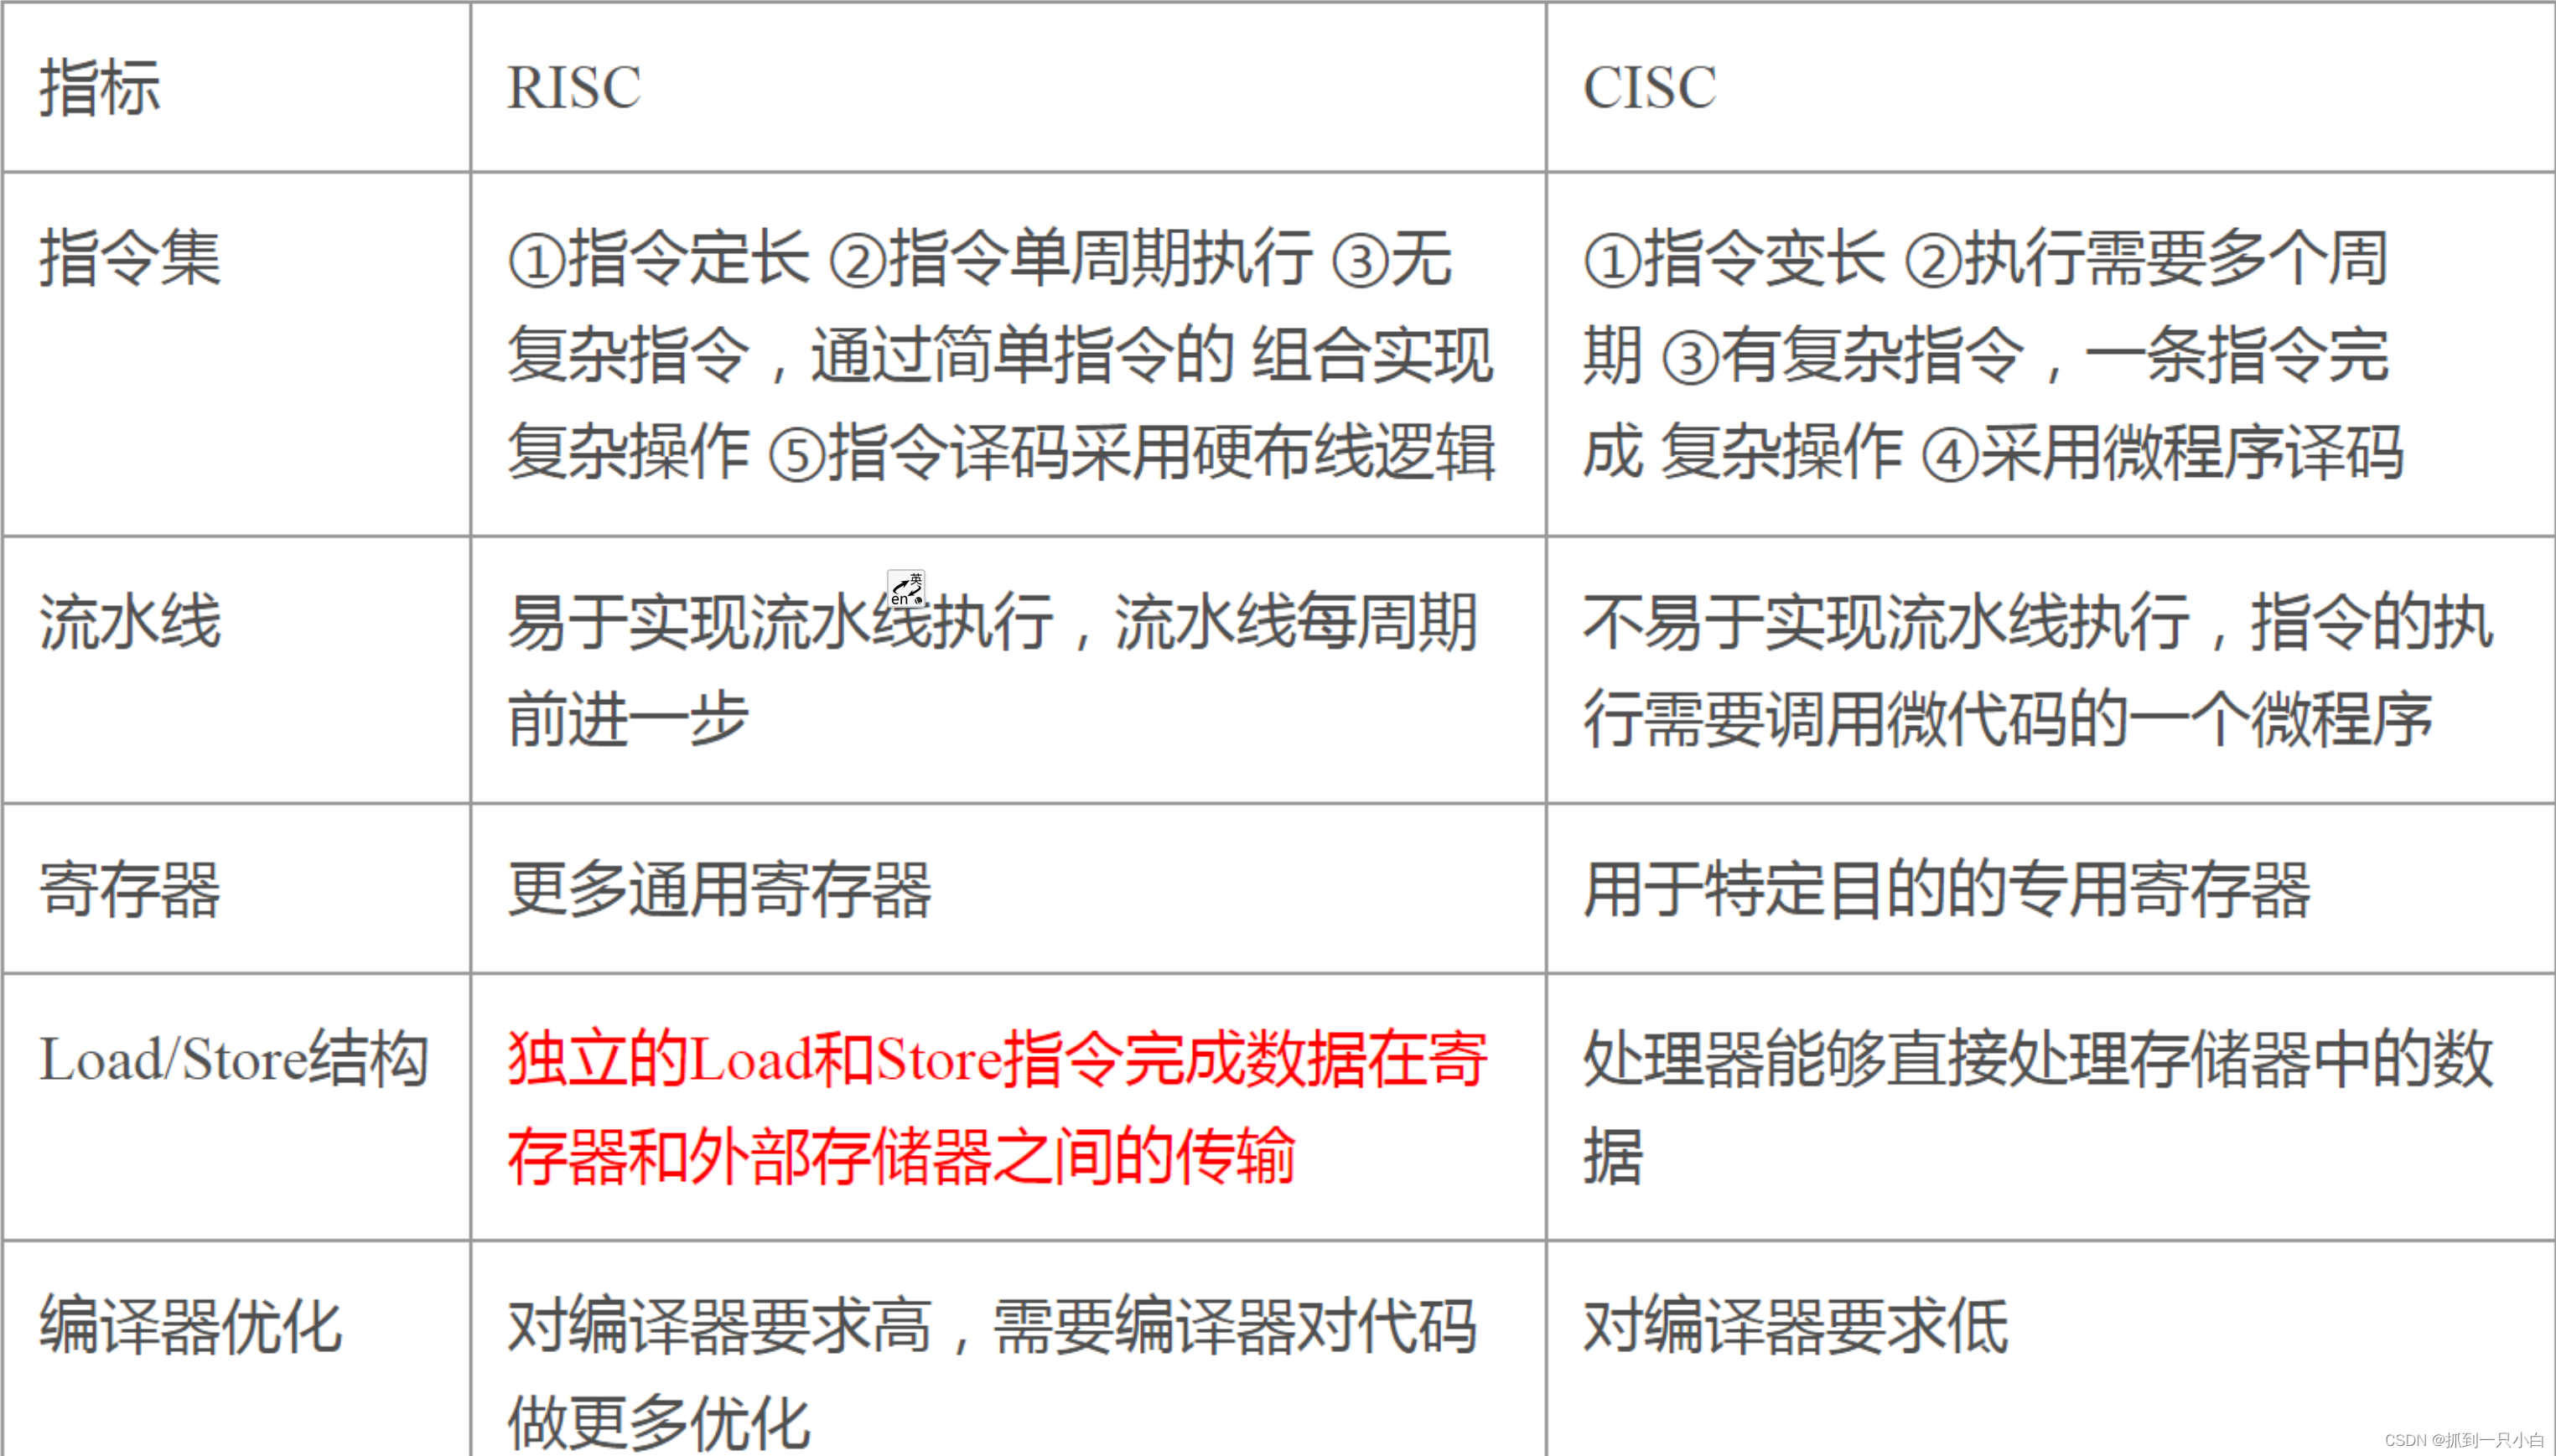 指标
RISC
CISC
指令集
①指令定长 ②指令单周期执行 ③无
复杂指令，通过简单指令的 组合实现
复杂操作 ⑤指令译码采用硬布线逻辑
①指令变长 ②执行需要多个周
期 ③有复杂指令，一条指令完
成 复杂操作 ④采用微程序译码
流水线
易于实现流水线执行，流水线每周期
前进一步
英
en
不易于实现流水线执行，指令的执
行需要调用微代码的一个微程序
寄存器
更多通用寄存器
用于特定目的的专用寄存器
Load/Store结构
独立的Load和Store指令完成数据在寄
存器和外部存储器之间的传输
处理器能够直接处理存储器中的数
据
编译器优化
对编译器要求高，需要编译器对代码
做更多优化
对编译器要求低
CSDN @抓到一只小白